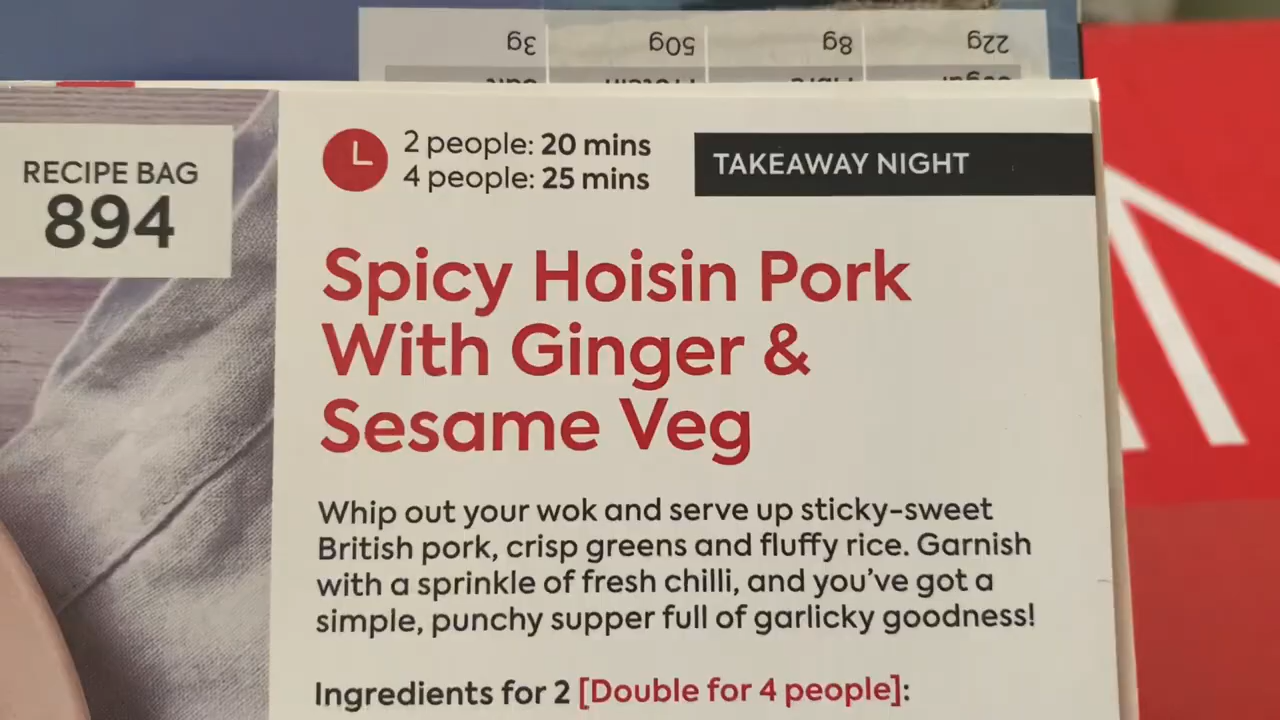 3g 50g 8g 22g
RECIPE BAG
894
2 people: 20 mins
4 people: 25 mins
TAKEAWAY NIGHT
Spicy Hoisin Pork
With Ginger &
Sesame Veg
Whip out your wok and serve up sticky-sweet
British pork, crisp greens and fluffy rice. Garnish
with a sprinkle of fresh chilli, and you've got a
simple, punchy supper full of garlicky goodness!
Ingredients for 2 [Double for 4 people]: